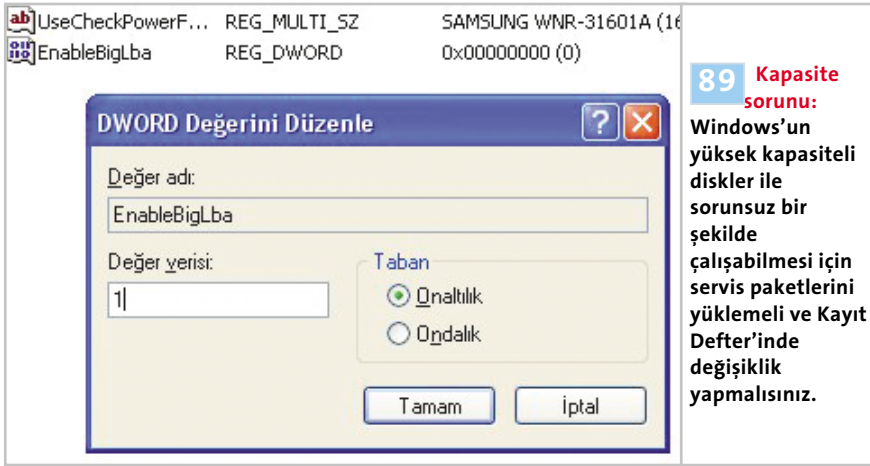 UseCheckPowerF... REG_MULTI_SZ SAMSUNG WNR-31601A (16
EnableBigLba REG_DWORD 0x00000000 (0)
DWORD Değerini Düzenle
Değer adı:
EnableBigLba
Değer verisi:
1
Taban
Onaltılık
Ondalık
Tamam
İptal
89 Kapasite
sorunu:
Windows’un
yüksek kapasiteli
diskler ile
sorunsuz bir
şekilde
çalışabilmesi için
servis paketlerini
yüklemeli ve Kayıt
Defter’inde
değişiklik
yapmalısınız.